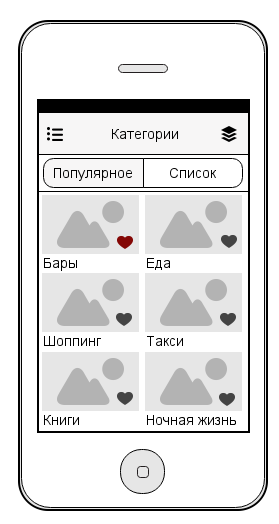 Категории
Популярное Список
Бары Еда
Шоппинг Такси
Книги Ночная жизнь